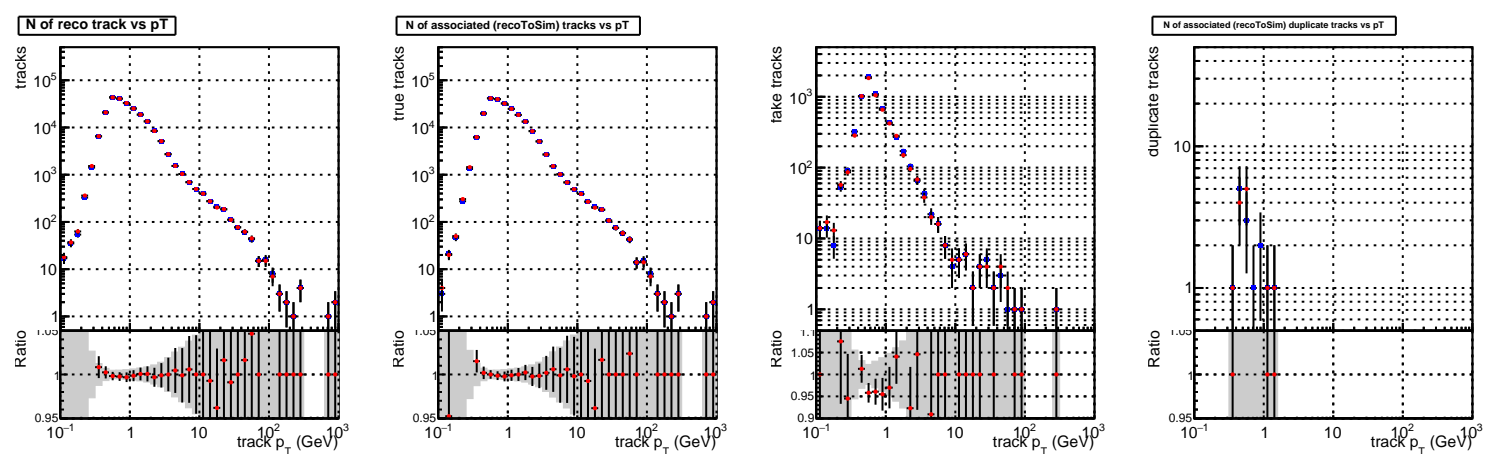 N of reco track vs pT
tracks
10^5
10^4
10^3
10^2
10
1
Ratio
1.05
1
0.95
10^-1 1 10 10^2 10^3
track p_T (GeV)
N of associated (recoToSim) tracks vs pT
true tracks
10^5
10^4
10^3
10^2
10
1
Ratio
1.05
1
0.95
10^-1 1 10 10^2 10^3
track p_T (GeV)
fake tracks
10^3
10^2
10
1
Ratio
1.1
1.05
1
0.95
0.9
10^-1 1 10 10^2 10^3
track p_T (GeV)
N of associated (recoToSim) duplicate tracks vs pT
duplicate tracks
10
1
Ratio
1.05
1
0.95
10^-1 1 10 10^2 10^3
track p_T (GeV)